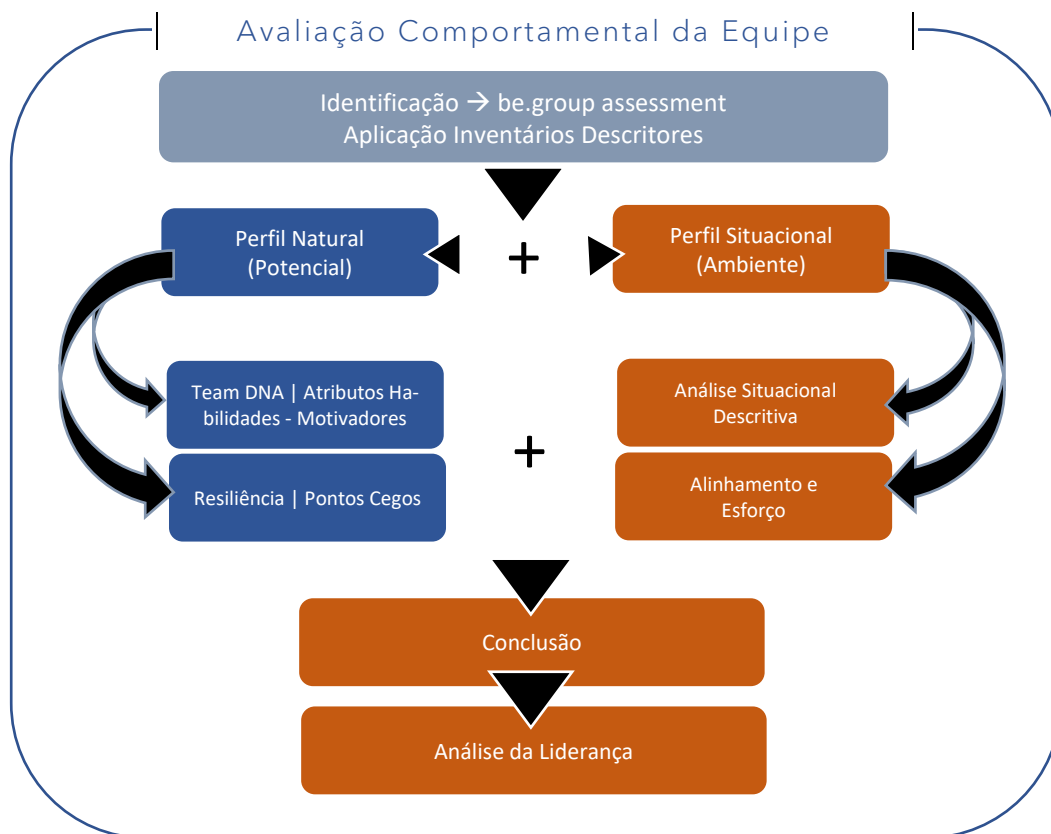 Avaliação Comportamental da Equipe
Identificação → be.group assessment
Aplicação Inventários Descritores
Perfil Natural
(Potencial)
+
Perfil Situacional
(Ambiente)
Team DNA | Atributos Ha-
bilidades - Motivadores
Análise Situacional
Descritiva
+
Resiliência | Pontos Cegos
Alinhamento e
Esforço
Conclusão
Análise da Liderança